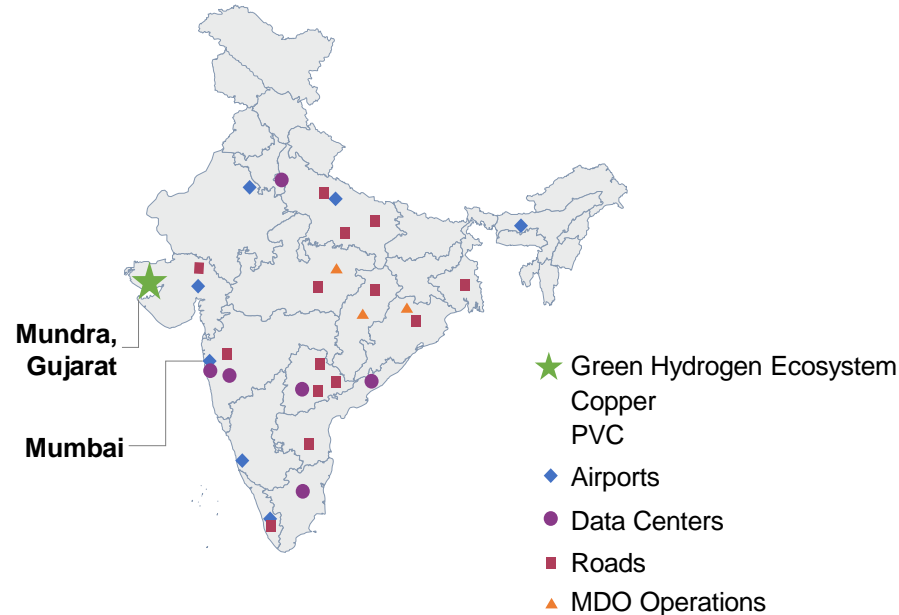 Mundra,
Gujarat
Mumbai
Green Hydrogen Ecosystem
Copper
PVC
Airports
Data Centers
Roads
MDO Operations